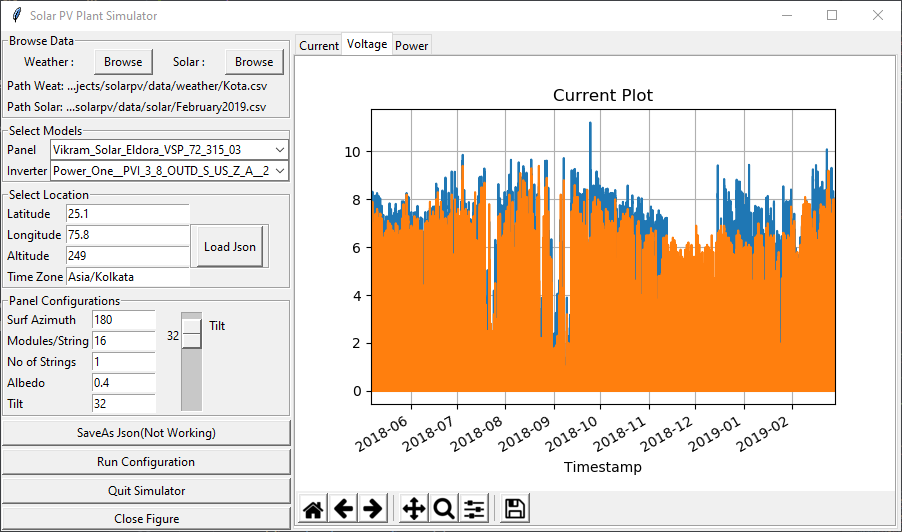 Solar PV Plant Simulator
Browse Data
Weather : Browse Solar : Browse
Path Weat: ...jects/solarpv/data/weather/Kota.csv
Path Solar: ...solarpv/data/solar/February2019.csv
Select Models
Panel Vikram_Solar_Eldora_VSP_72_315_03
Inverter Power_One__PVI_3_8_OUTD_S_US_Z_A__2
Select Location
Latitude 25.1
Longitude 75.8
Altitude 249
Time Zone Asia/Kolkata
Load Json
Panel Configurations
Surf Azimuth 180
Modules/String 16
No of Strings 1
Albedo 0.4
Tilt 32
32 Tilt
SaveAs Json(Not Working)
Run Configuration
Quit Simulator
Close Figure
Current Voltage Power
Current Plot
10
8
6
4
2
0
2018-06 2018-07 2018-08 2018-09 2018-10 2018-11 2018-12 2019-01 2019-02
Timestamp